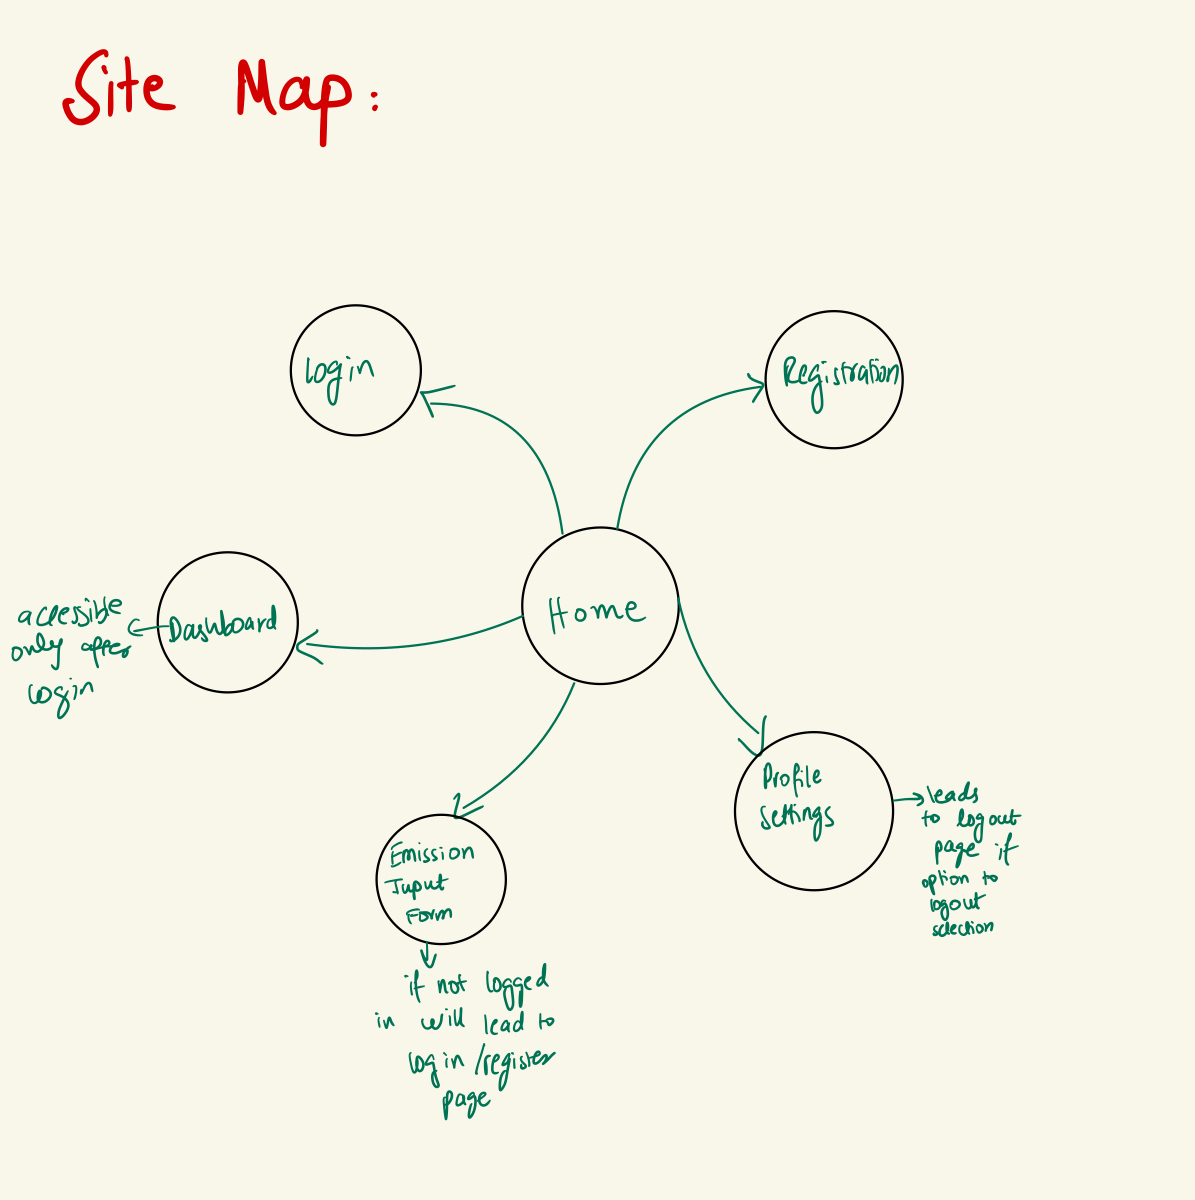 Site Map:
Login
Registration
Home
Dashboard
acessible
only after
login
Profile
Settings
leads
to logout
page if
option to
logout
selection
Emission
Input
Form
if not logged
in will lead to
login/register
page